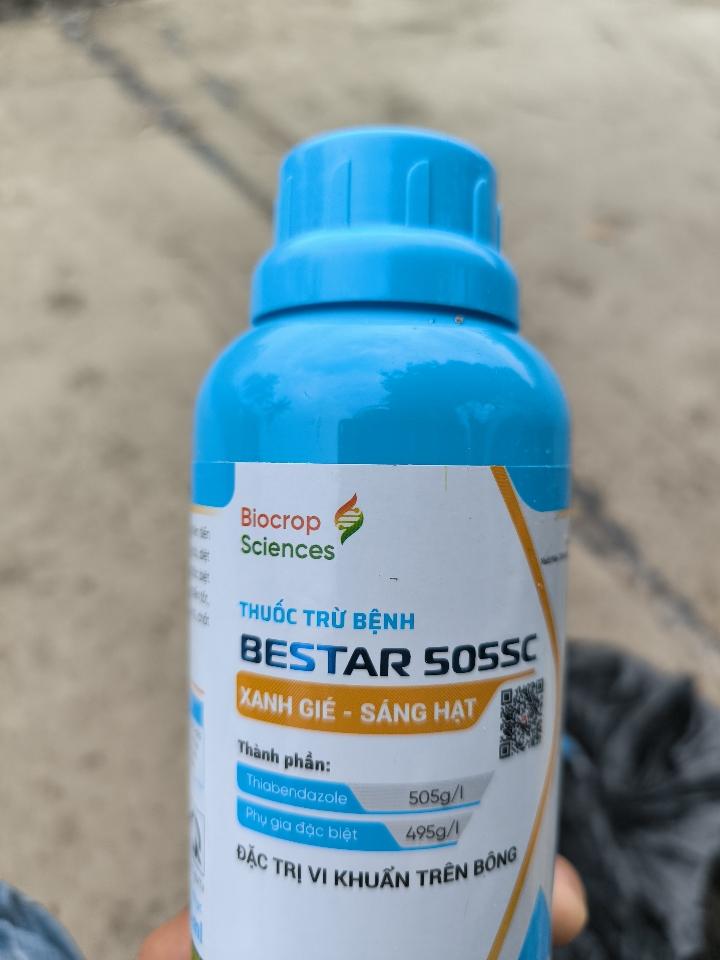 Biocrop
Sciences
THUỐC TRỪ BỆNH
BESTAR 505SC
XANH GIÉ - SÁNG HẠT
Thành phần:
Thiabendazole 505g/l
Phụ gia đặc biệt 495g/l
ĐẶC TRỊ VI KHUẨN TRÊN BÔNG